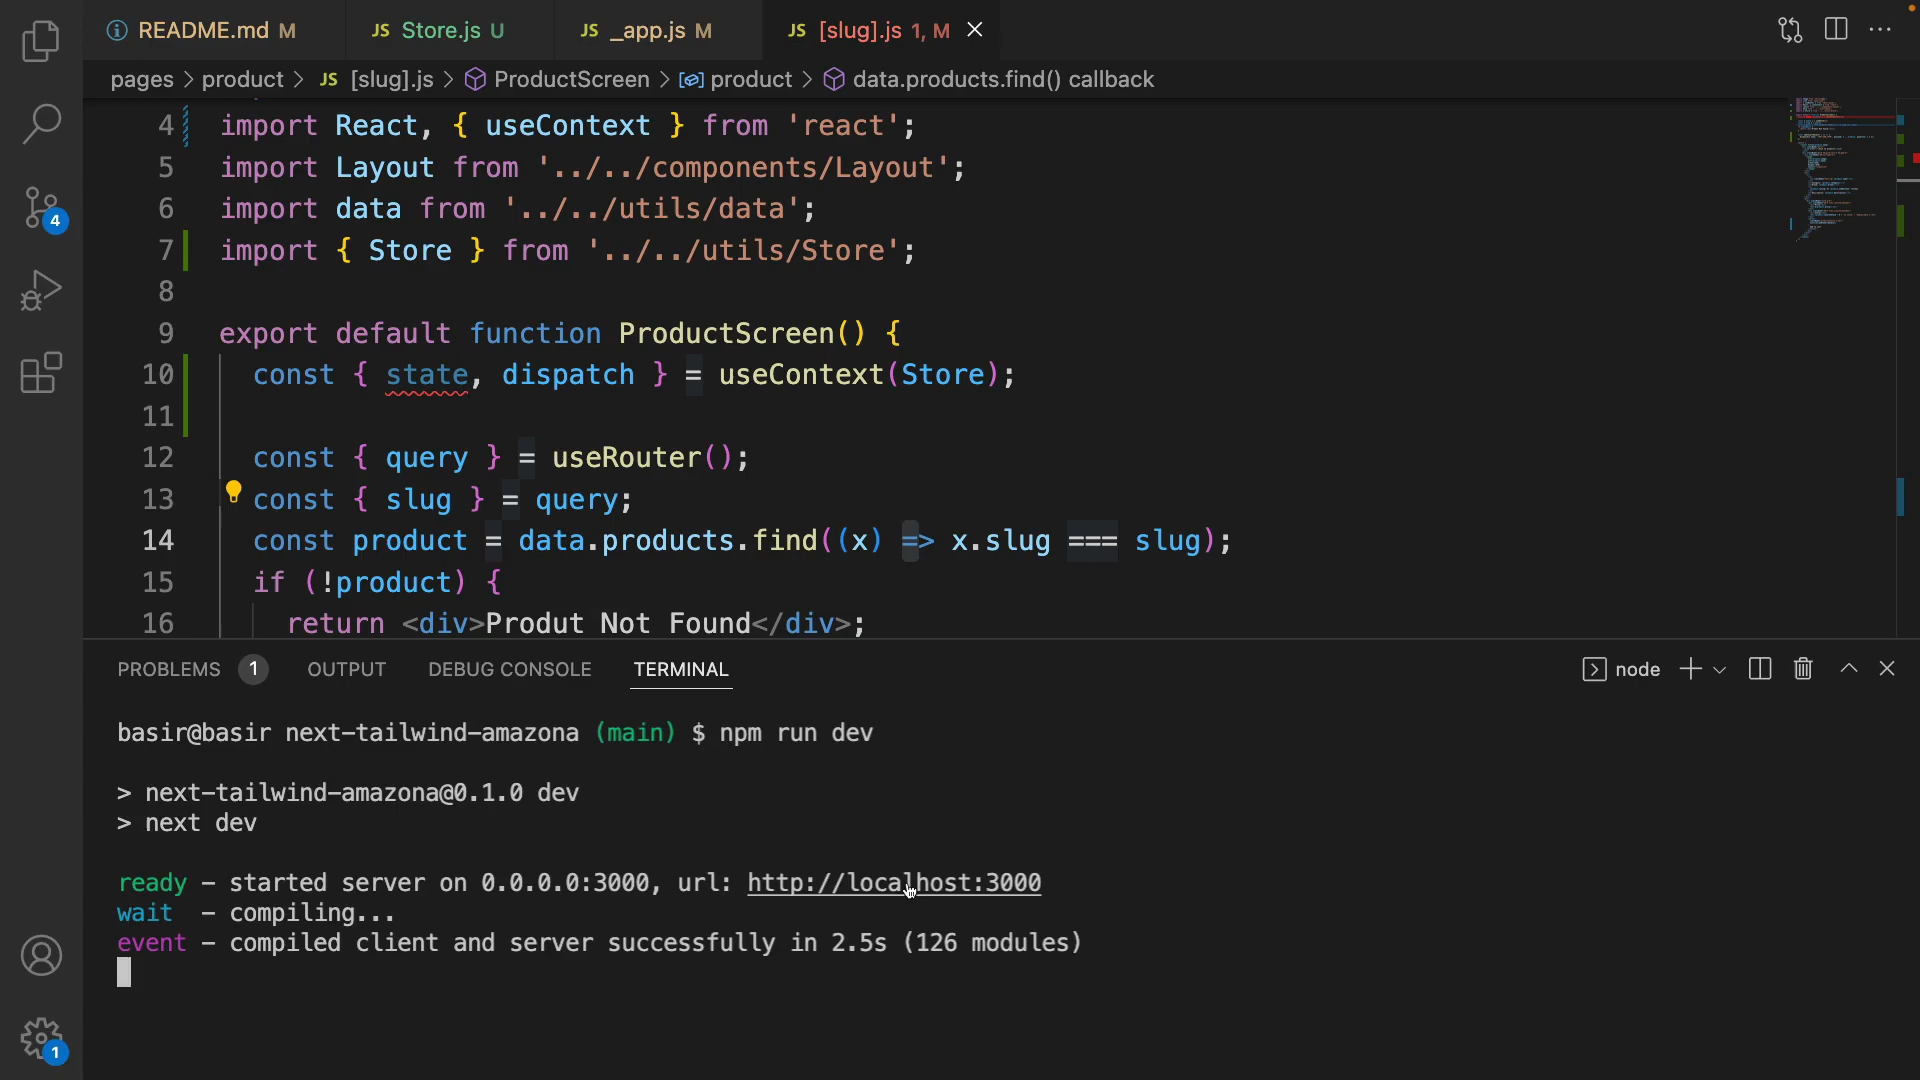 README.md M
JS Store.js U
JS _app.js M
JS [slug].js 1, M
pages > product > JS [slug].js > ProductScreen > product > data.products.find() callback
4 import React, { useContext } from 'react';
5 import Layout from '../../components/Layout';
6 import data from '../../utils/data';
7 import { Store } from '../../utils/Store';
8
9 export default function ProductScreen() {
10 const { state, dispatch } = useContext(Store);
11
12 const { query } = useRouter();
13 const { slug } = query;
14 const product = data.products.find((x) => x.slug === slug);
15 if (!product) {
16 return <div>Produt Not Found</div>;
4
1
PROBLEMS 1 OUTPUT DEBUG CONSOLE TERMINAL
node
basir@basir next-tailwind-amazona (main) $ npm run dev
> next-tailwind-amazona@0.1.0 dev
> next dev
ready - started server on 0.0.0.0:3000, url: http://localhost:3000
wait - compiling...
event - compiled client and server successfully in 2.5s (126 modules)